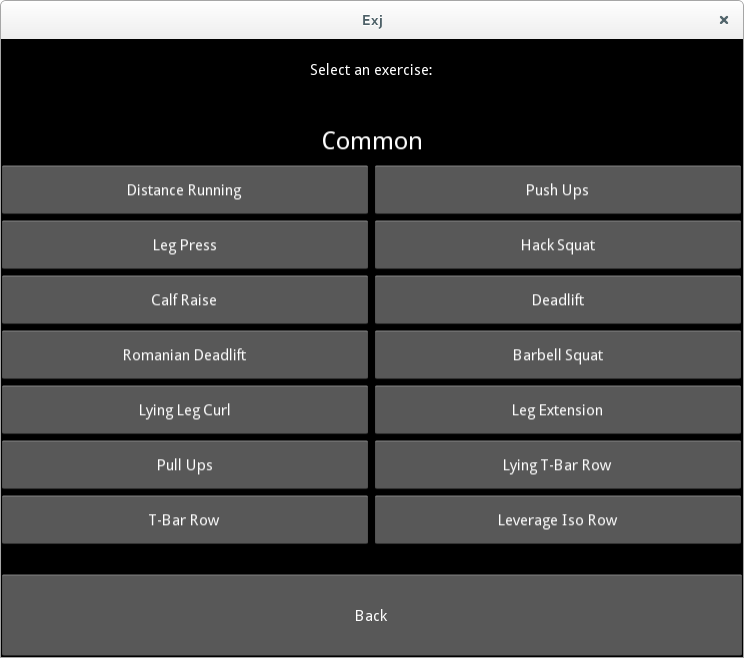 Exj
Select an exercise:
Common
Distance Running
Push Ups
Leg Press
Hack Squat
Calf Raise
Deadlift
Romanian Deadlift
Barbell Squat
Lying Leg Curl
Leg Extension
Pull Ups
Lying T-Bar Row
T-Bar Row
Leverage Iso Row
Back